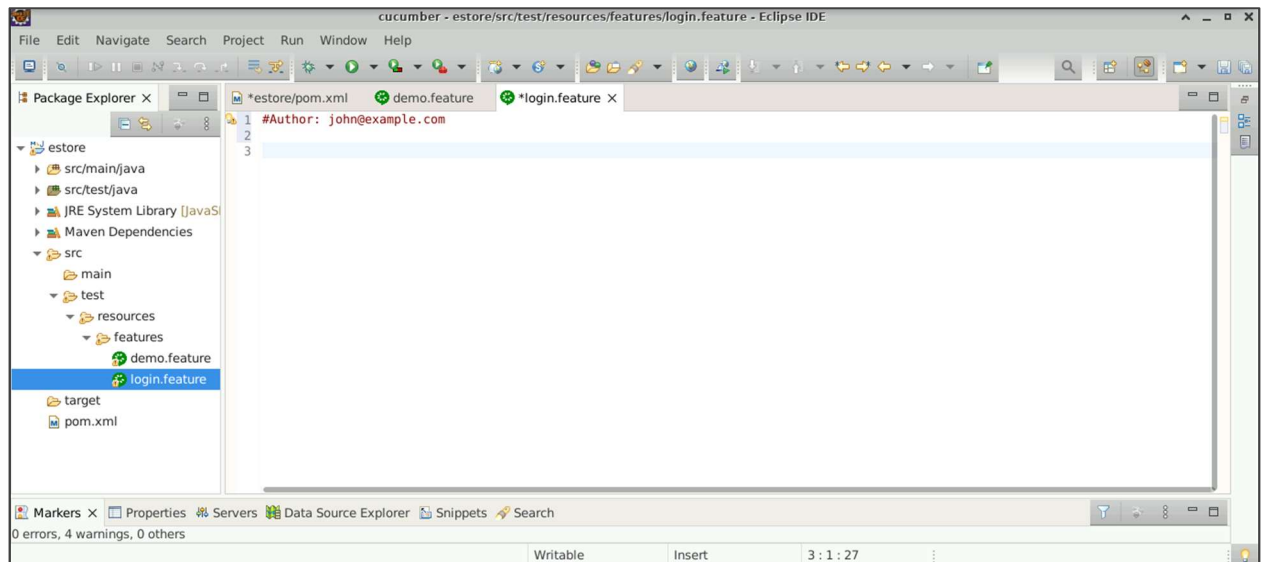 cucumber - estore/src/test/resources/features/login.feature - Eclipse IDE
File Edit Navigate Search Project Run Window Help
Package Explorer
*estore/pom.xml demo.feature *login.feature
1 #Author: john@example.com
2
3
estore
src/main/java
src/test/java
JRE System Library [JavaS
Maven Dependencies
src
main
test
resources
features
demo.feature
login.feature
target
pom.xml
Markers Properties Servers Data Source Explorer Snippets Search
0 errors, 4 warnings, 0 others
Writable Insert 3 : 1 : 27